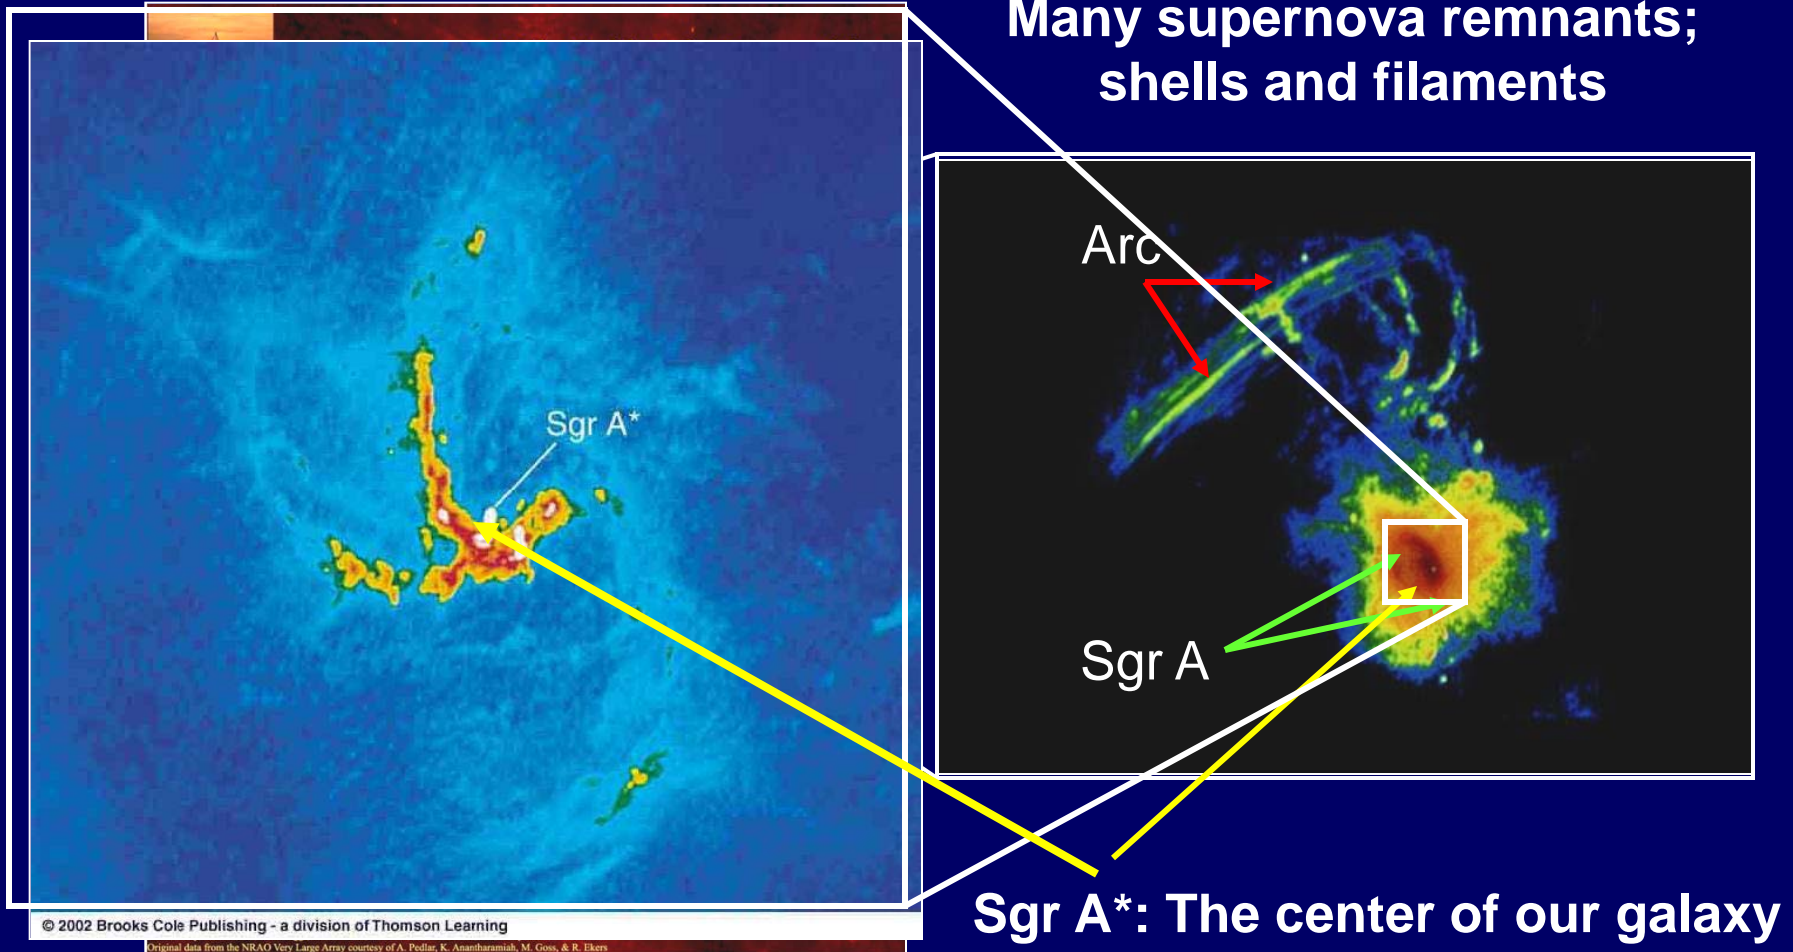 Many supernova remnants;
shells and filaments
Arc
Sgr A*
Sgr A
Sgr A*: The center of our galaxy
© 2002 Brooks Cole Publishing - a division of Thomson Learning
Original data from the NRAO Very Large Array courtesy of A. Pedlar, K. Anantharamiah, M. Goss, & R. Ekers